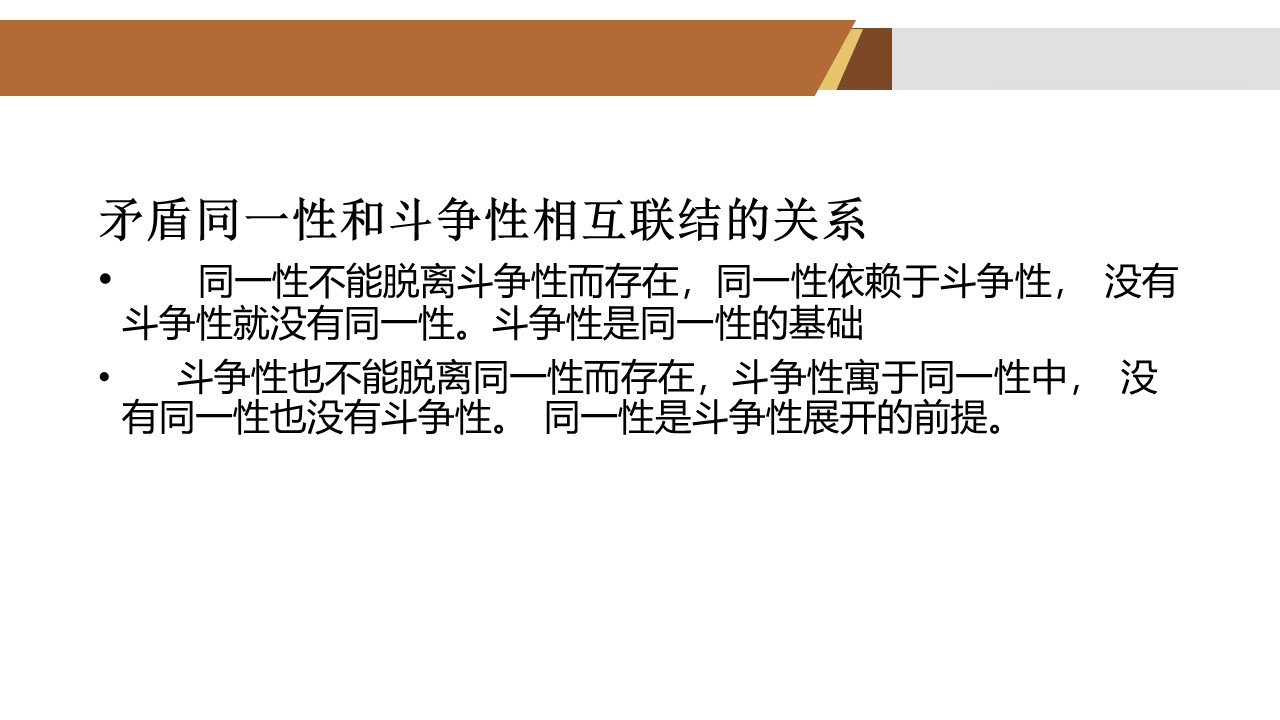 矛盾同一性和斗争性相互联结的关系
• 同一性不能脱离斗争性而存在，同一性依赖于斗争性， 没有
斗争性就没有同一性。斗争性是同一性的基础
• 斗争性也不能脱离同一性而存在，斗争性寓于同一性中， 没
有同一性也没有斗争性。 同一性是斗争性展开的前提。